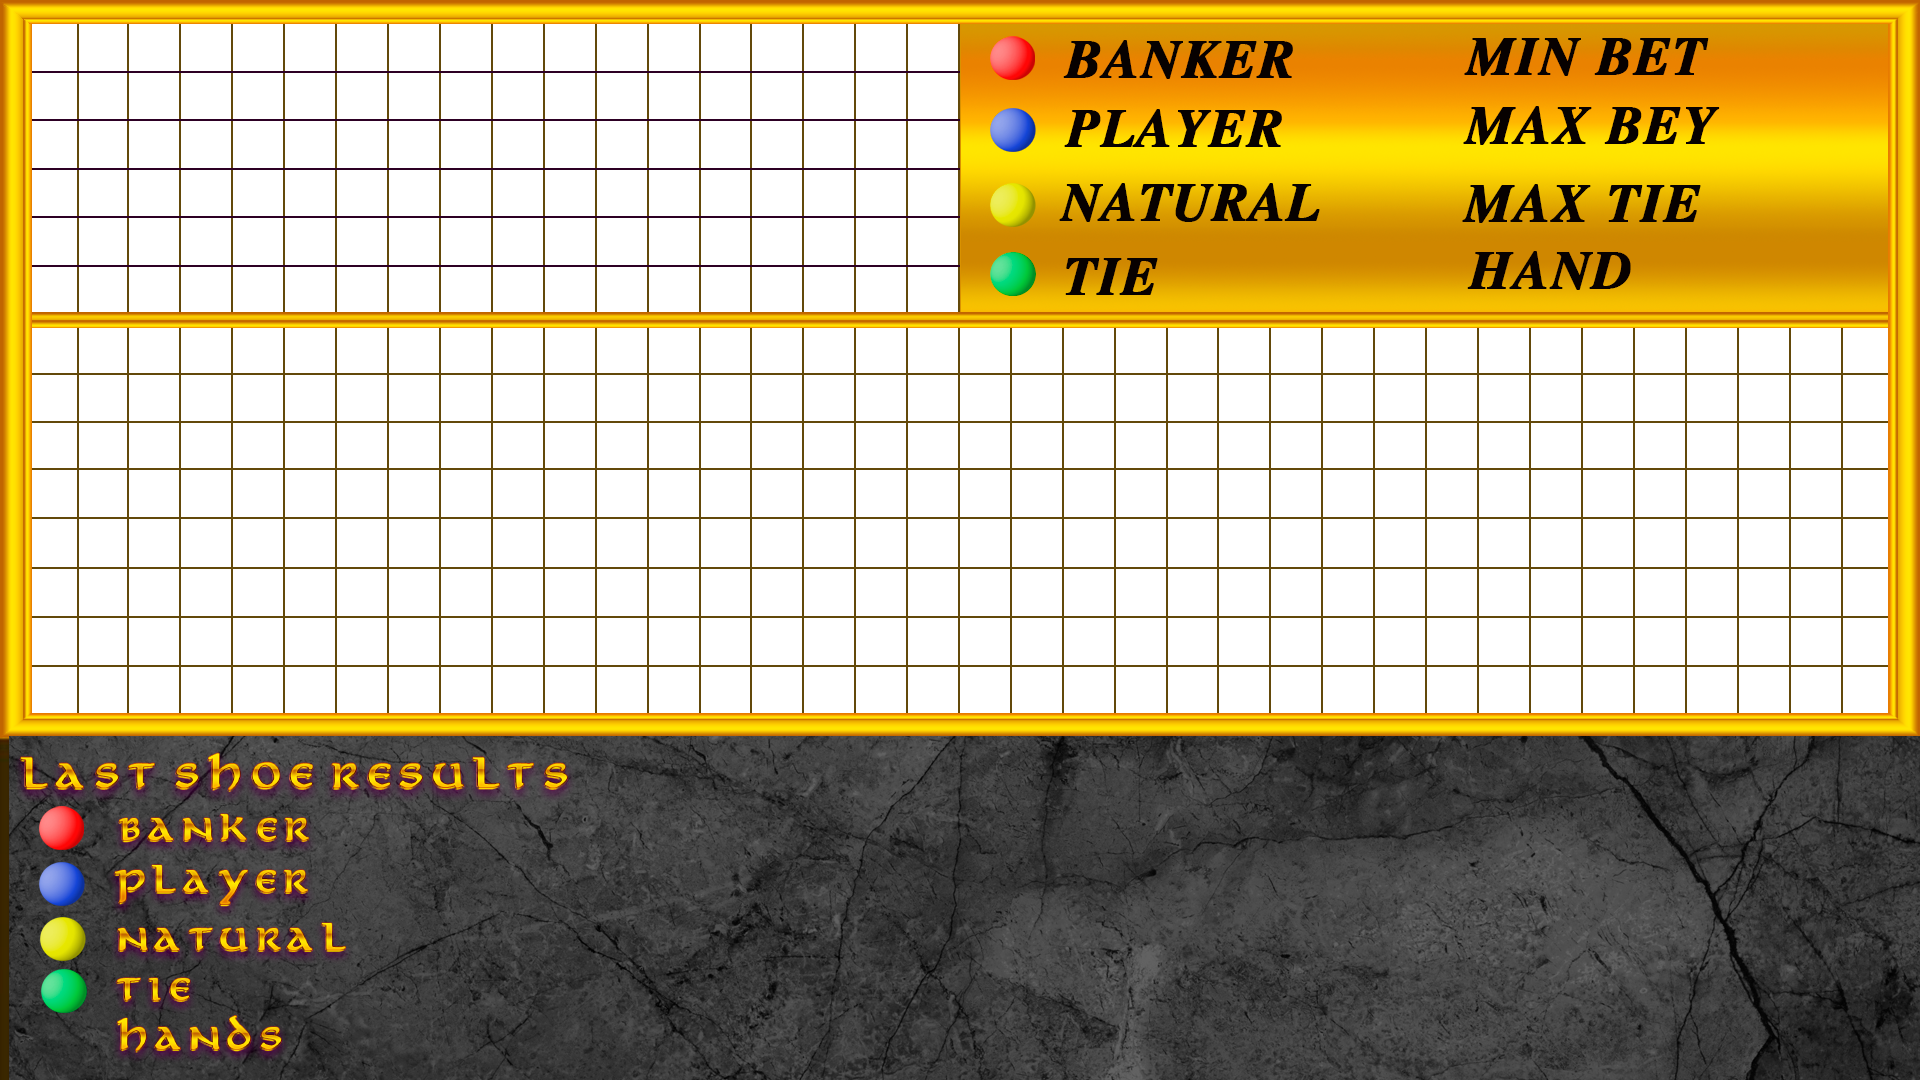 BANKER MIN BET
PLAYER MAX BEY
NATURAL MAX TIE
TIE HAND
LAST SHOE RESULTS
BANKER
PLAYER
NATURAL
TIE
HANDS